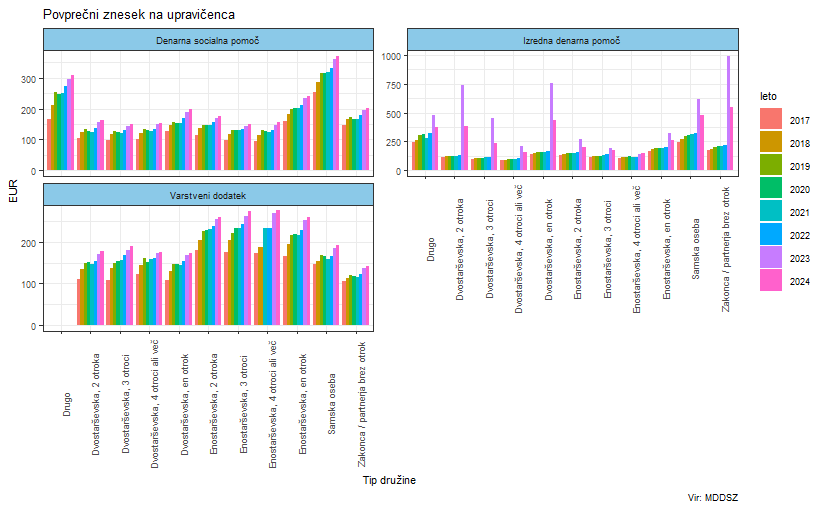 Povprečni znesek na upravičenca
Denarna socialna pomoč
Izredna denarna pomoč
Varstveni dodatek
EUR
300
200
100
0
1000
750
500
250
0
200
100
0
Drugo
Dvostarševska, 2 otroka
Dvostarševska, 3 otroci
Dvostarševska, 4 otroci ali več
Dvostarševska, en otrok
Enostarševska, 2 otroka
Enostarševska, 3 otroci
Enostarševska, 4 otroci ali več
Enostarševska, en otrok
Samska oseba
Zakonca / partnerja brez otrok
Drugo
Dvostarševska, 2 otroka
Dvostarševska, 3 otroci
Dvostarševska, 4 otroci ali več
Dvostarševska, en otrok
Enostarševska, 2 otroka
Enostarševska, 3 otroci
Enostarševska, 4 otroci ali več
Enostarševska, en otrok
Samska oseba
Zakonca / partnerja brez otrok
Tip družine
leto
2017
2018
2019
2020
2021
2022
2023
2024
Vir: MDDSZ